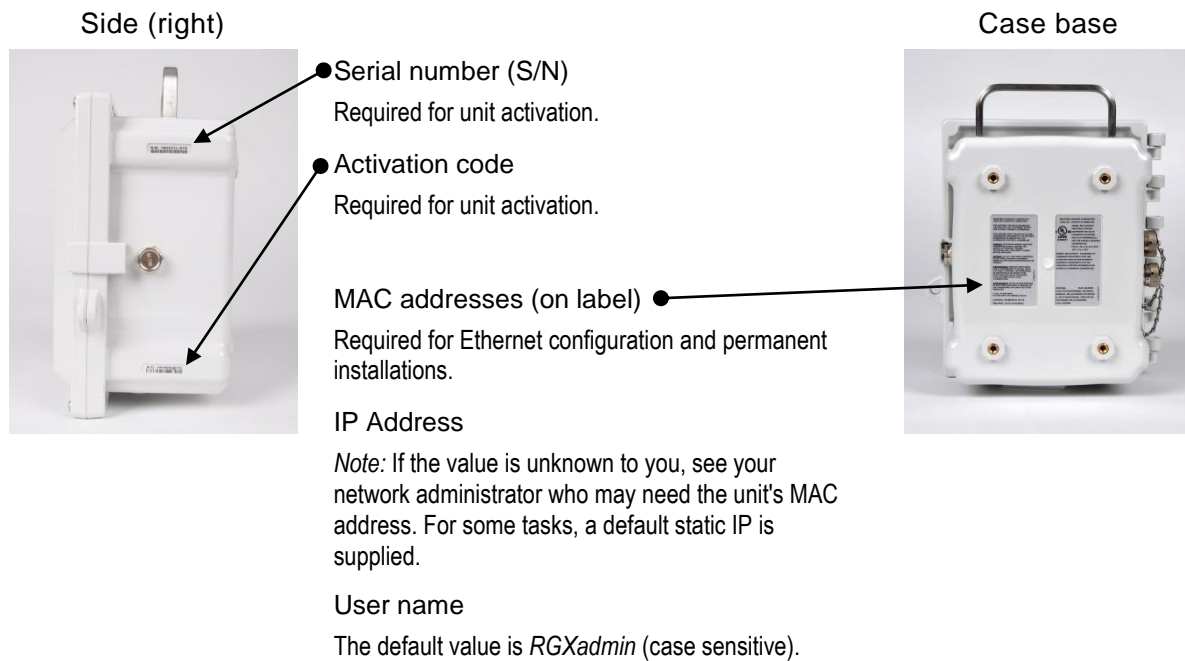 Side (right)
Case base
Serial number (S/N)
Required for unit activation.
Activation code
Required for unit activation.
MAC addresses (on label)
Required for Ethernet configuration and permanent
installations.
IP Address
Note: If the value is unknown to you, see your
network administrator who may need the unit's MAC
address. For some tasks, a default static IP is
supplied.
User name
The default value is RGXadmin (case sensitive).